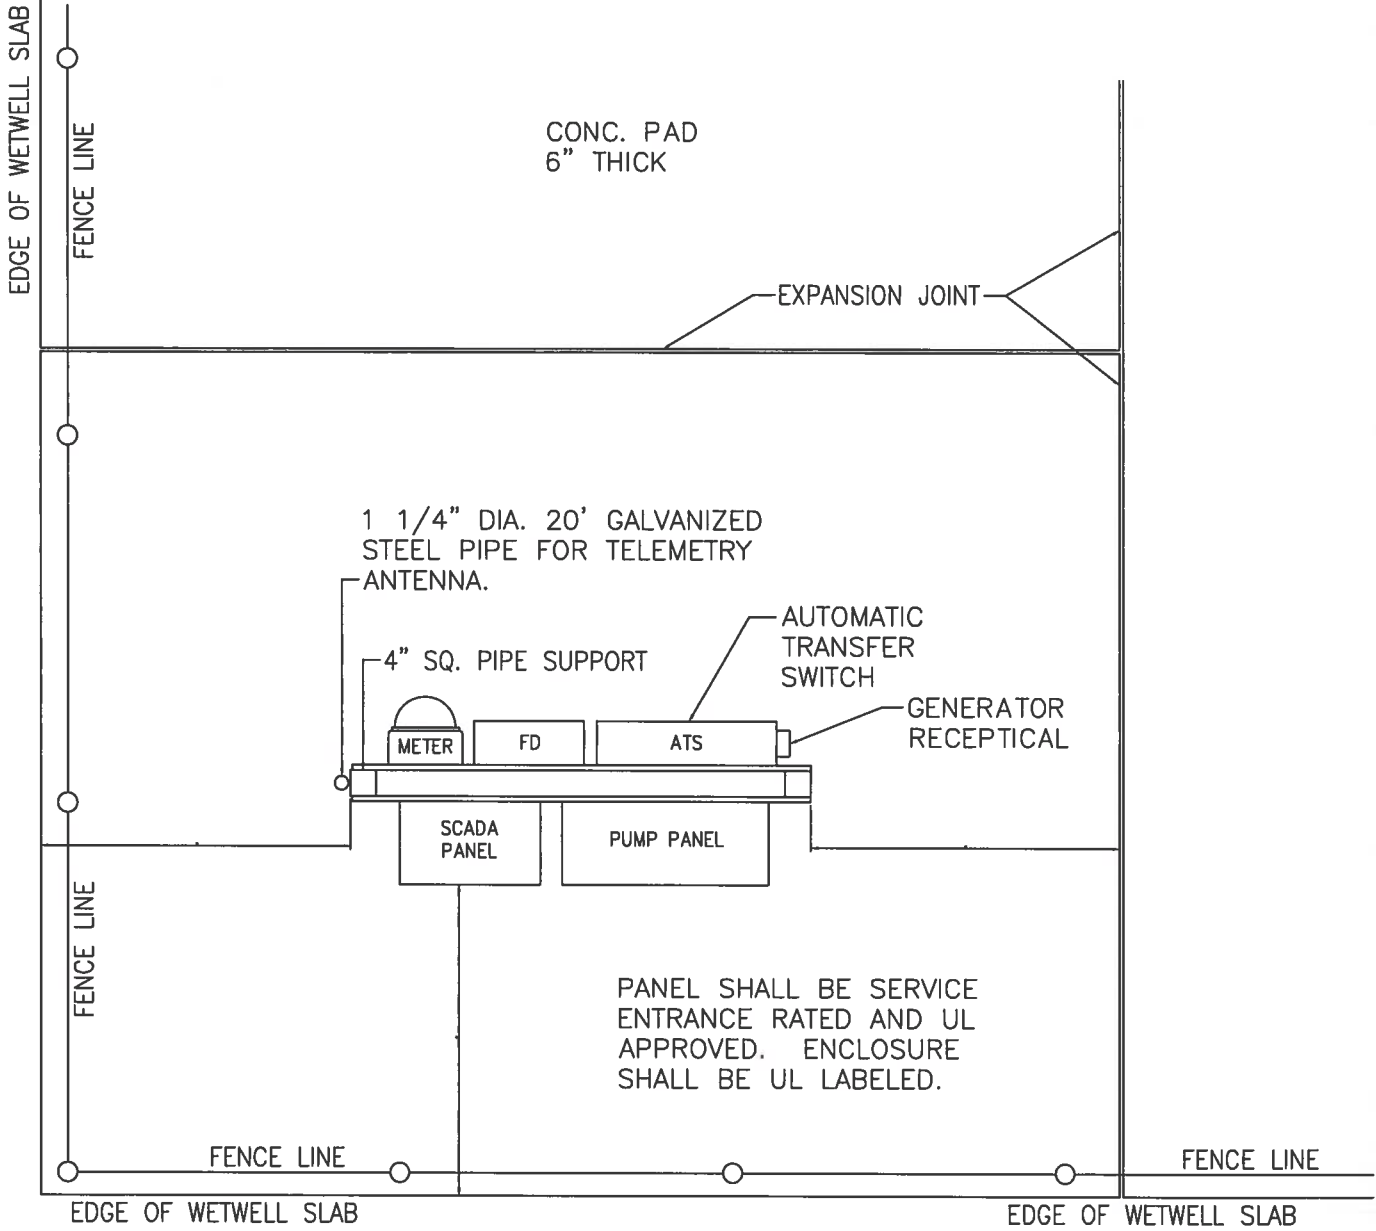 EDGE OF WETWELL SLAB
FENCE LINE
CONC. PAD
6" THICK
EXPANSION JOINT
1 1/4" DIA. 20' GALVANIZED
STEEL PIPE FOR TELEMETRY
ANTENNA.
AUTOMATIC
TRANSFER
SWITCH
4" SQ. PIPE SUPPORT
GENERATOR
RECEPTICAL
METER
FD
ATS
SCADA
PANEL
PUMP PANEL
FENCE LINE
PANEL SHALL BE SERVICE
ENTRANCE RATED AND UL
APPROVED. ENCLOSURE
SHALL BE UL LABELED.
FENCE LINE
FENCE LINE
EDGE OF WETWELL SLAB
EDGE OF WETWELL SLAB